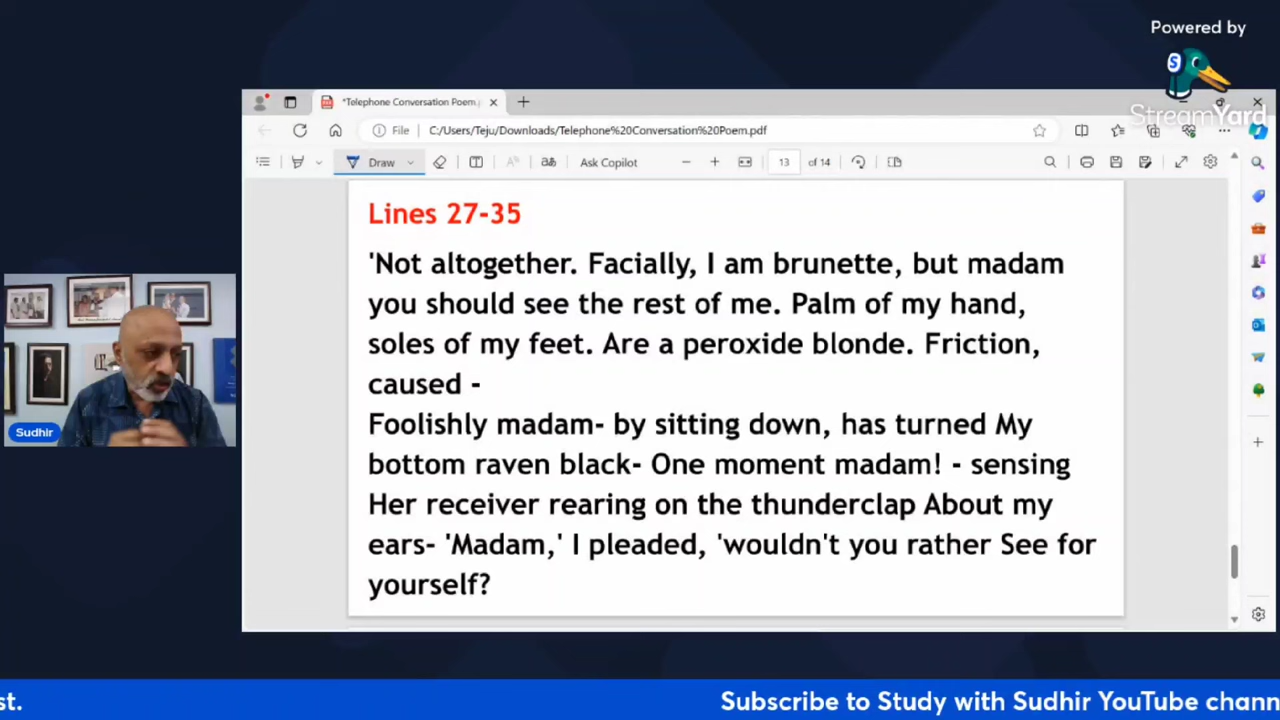 Powered by
StreamYard
*Telephone Conversation Poem.p
File
C:/Users/Teju/Downloads/Telephone%20Conversation%20Poem.pdf
Draw
Ask Copilot
13
of 14
Lines 27-35
'Not altogether. Facially, I am brunette, but madam
you should see the rest of me. Palm of my hand,
soles of my feet. Are a peroxide blonde. Friction,
caused -
Foolishly madam- by sitting down, has turned My
bottom raven black- One moment madam! - sensing
Her receiver rearing on the thunderclap About my
ears- 'Madam,' I pleaded, 'wouldn't you rather See for
yourself?
Sudhir
st.
Subscribe to Study with Sudhir YouTube chann